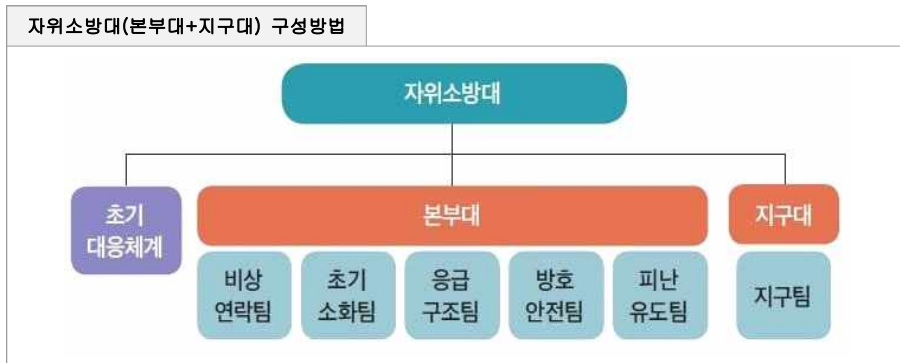 자위소방대(본부대+지구대) 구성방법
자위소방대
초기
대응체계
본부대
지구대
비상
연락팀
초기
소화팀
응급
구조팀
방호
안전팀
피난
유도팀
지구팀